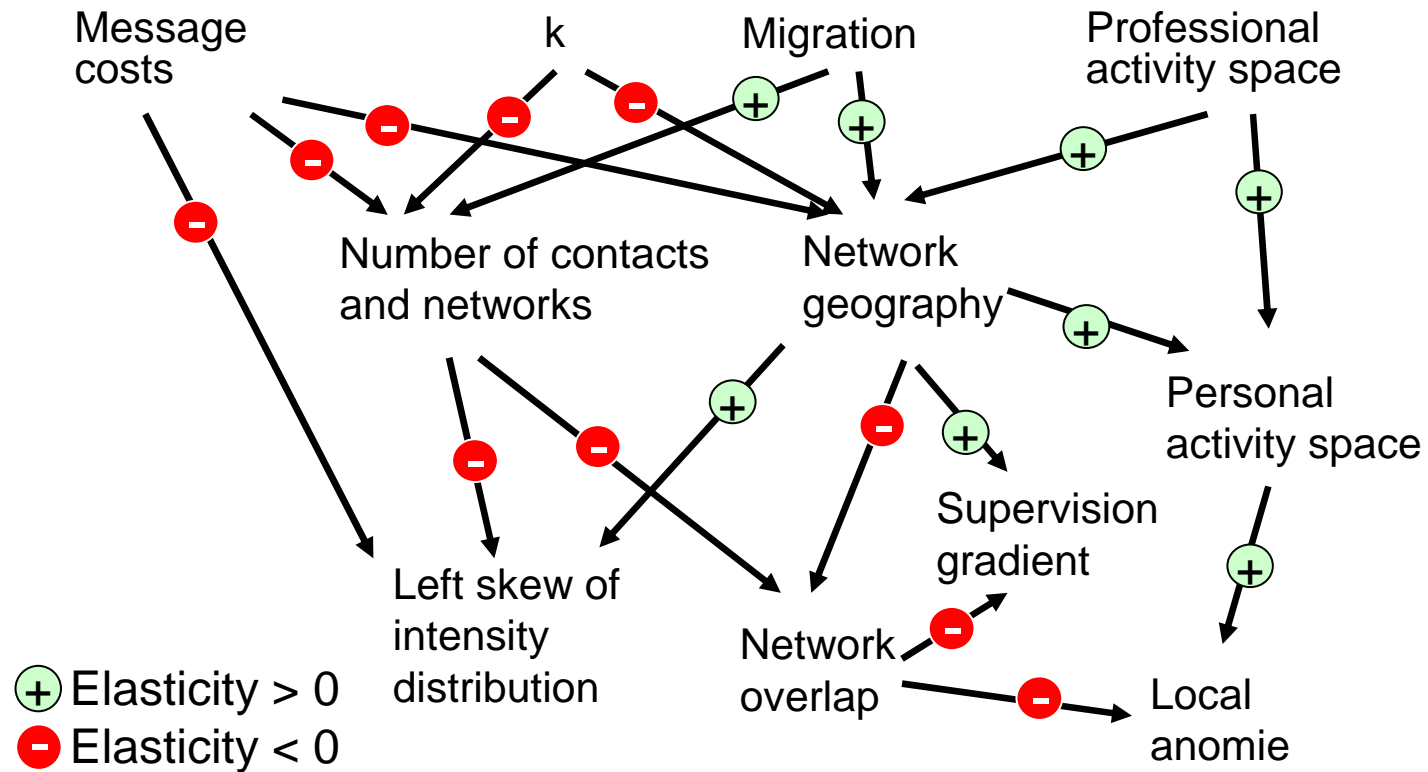 Message
costs
k
Migration
Professional
activity space
-
-
-
-
+
+
+
+
-
Number of contacts
and networks
Network
geography
+
Personal
activity space
+
-
+
-
-
Supervision
gradient
+
Left skew of
intensity
distribution
Network
overlap
-
-
Local
anomie
+ Elasticity > 0
- Elasticity < 0